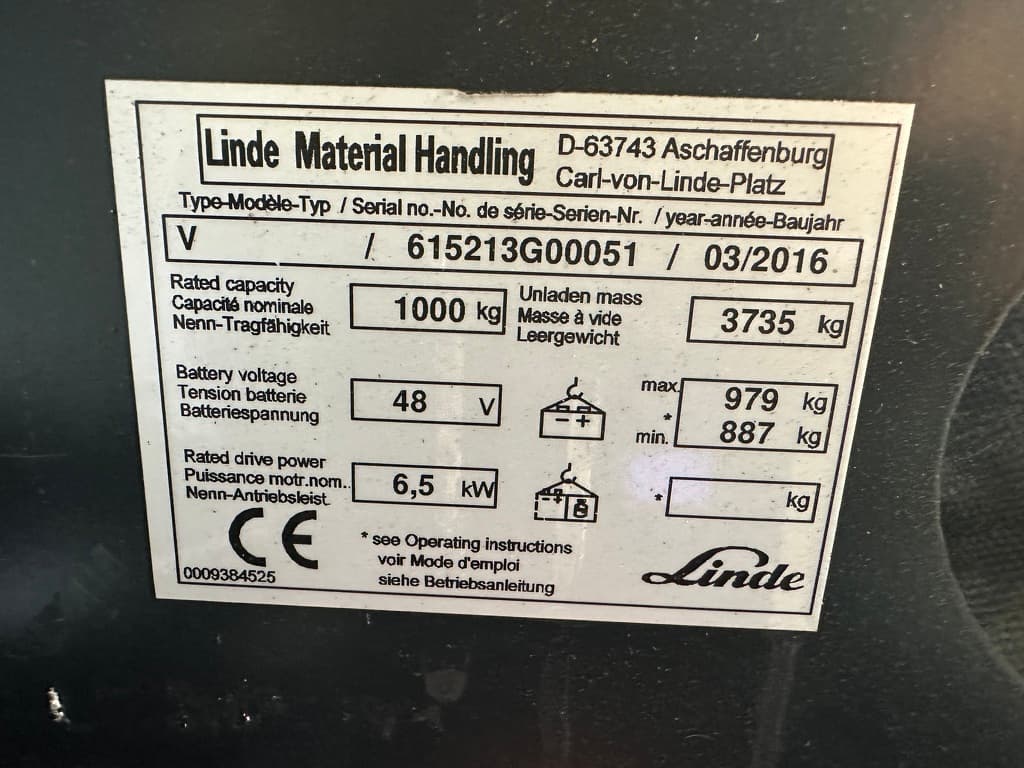 Linde Material Handling D-63743 Aschaffenburg
Carl-von-Linde-Platz
Type-Modèle-Typ / Serial no.-No. de série-Serien-Nr. / year-année-Baujahr
V / 615213G00051 / 03/2016
Rated capacity
Capacité nominale
Nenn-Tragfähigkeit
1000 kg
Unladen mass
Masse à vide
Leergewicht
3735 kg
Battery voltage
Tension batterie
Batteriespannung
48 V
- +
max. 979 kg
*
min. 887 kg
Rated drive power
Puissance motr.nom..
Nenn-Antriebsleist.
6,5 kW
- +
* kg
CE
0009384525
* see Operating instructions
voir Mode d'emploi
siehe Betriebsanleitung
Linde